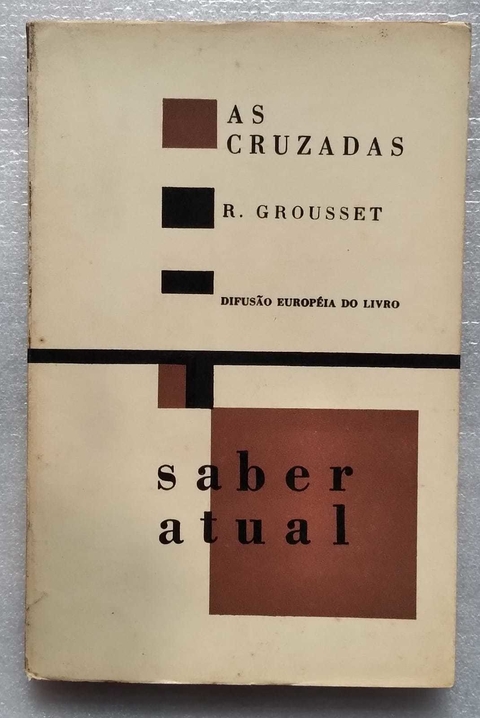 AS
CRUZADAS
R. GROUSSET
DIFUSÃO EUROPÉIA DO LIVRO
saber
atual